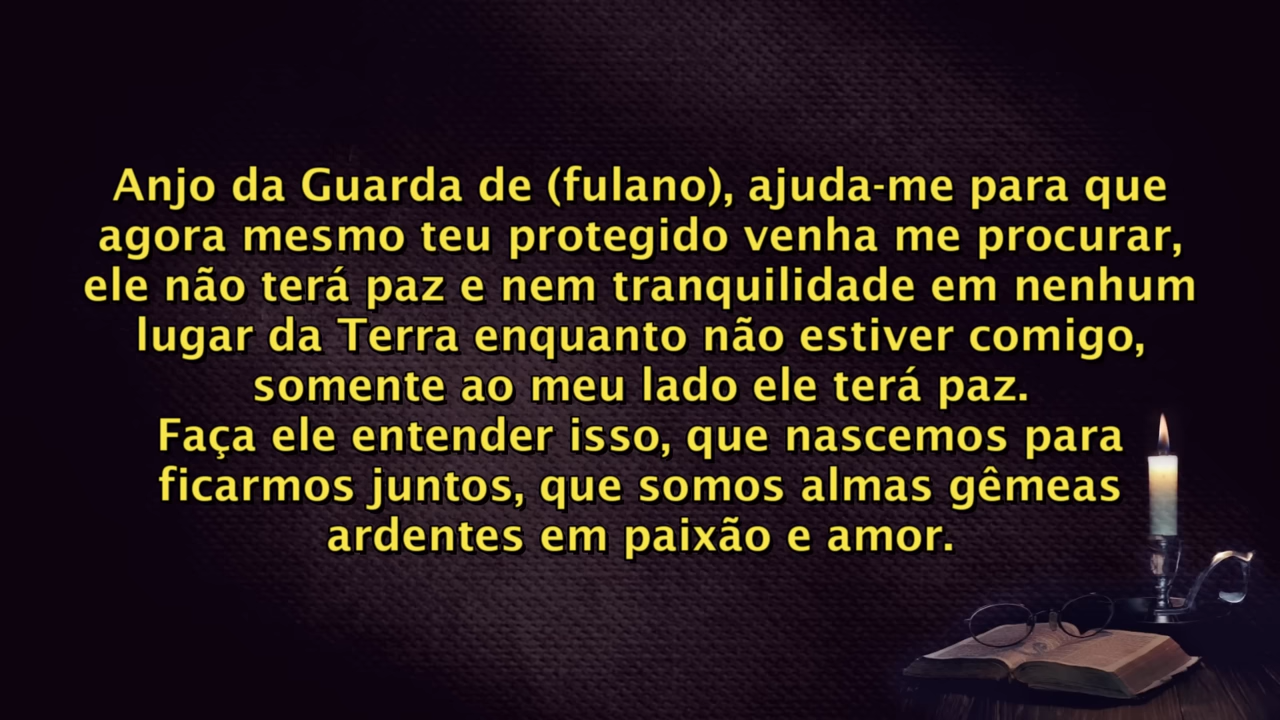 Anjo da Guarda de (fulano), ajuda-me para que
agora mesmo teu protegido venha me procurar,
ele não terá paz e nem tranquilidade em nenhum
lugar da Terra enquanto não estiver comigo,
somente ao meu lado ele terá paz.
Faça ele entender isso, que nascemos para
ficarmos juntos, que somos almas gêmeas
ardentes em paixão e amor.